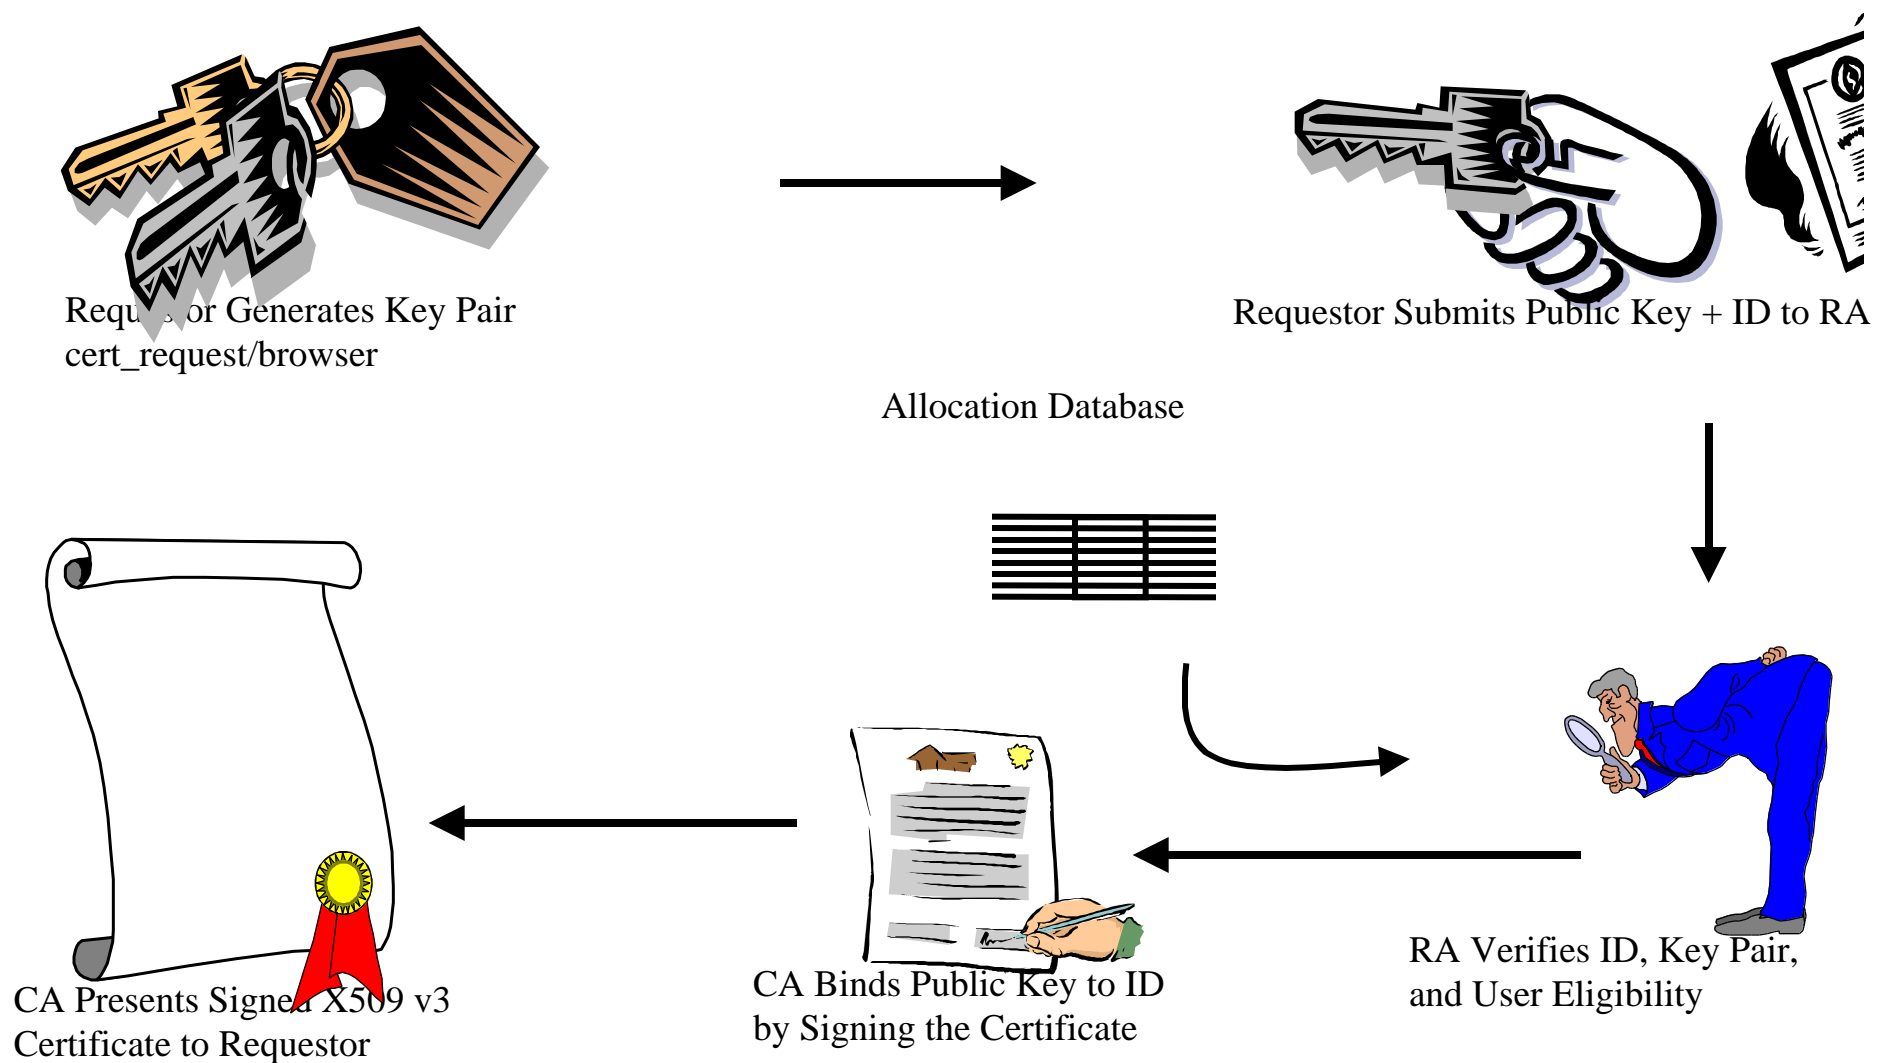 Requestor Generates Key Pair
cert_request/browser
Requestor Submits Public Key + ID to RA
Allocation Database
RA Verifies ID, Key Pair,
and User Eligibility
CA Binds Public Key to ID
by Signing the Certificate
CA Presents Signed X509 v3
Certificate to Requestor